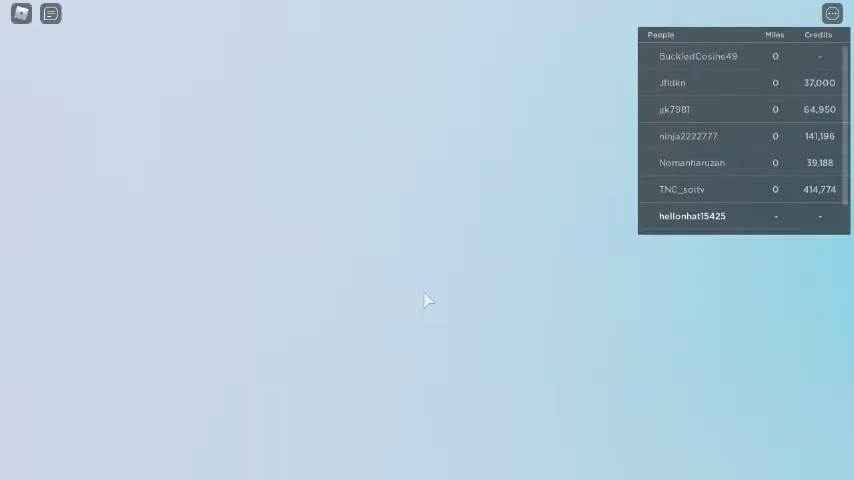 People Miles Credits
BuckledCosine49 0 -
Jfldkn 0 37,000
jjk7981 0 64,950
ninja2222777 0 141,196
Nomanharuzan 0 39,188
TNC_soitv 0 414,774
hellonhat15425 - -